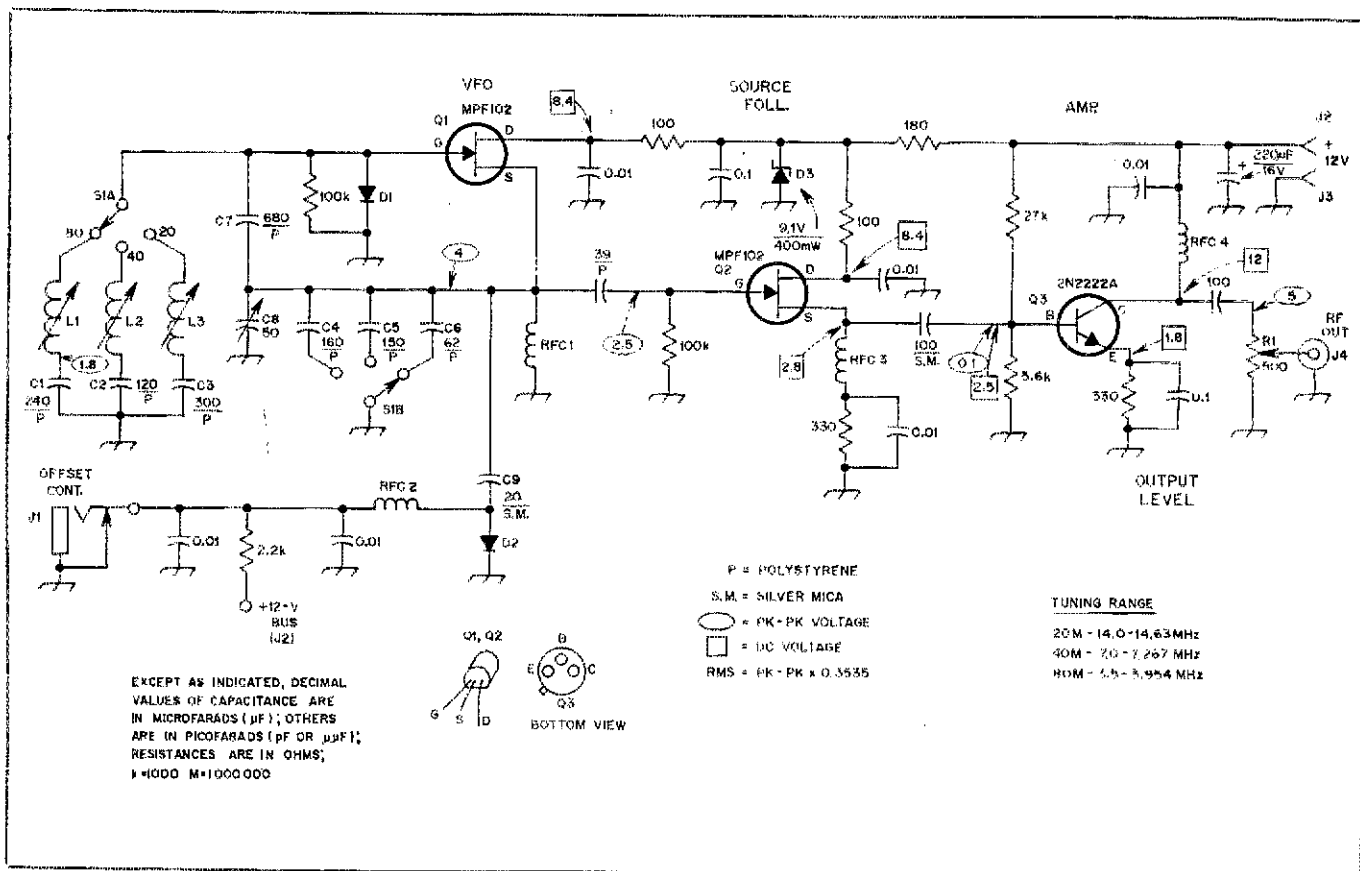 VFO
MPF102
Q1
G
D
S
8.4
100
SOURCE
FOLL.
180
AMP.
J2
+
12V
J3
0.01
0.1
D3
9.1V
400mW
100
27k
0.01
+
220µF
16V
RFC 4
S1A
80
40
20
L1
L2
L3
1.8
C1
240
P
C2
120
P
C3
300
P
C7
680
P
100k
D1
4
39
P
2.5
C8
50
C4
160
P
C5
150
P
C6
62
P
S1B
RFC 1
100k
MPF102
Q2
G
D
S
8.4
0.01
2.8
RFC 3
330
0.01
100
S.M.
0.1
2.5
5.6k
Q3
2N2222A
B
C
E
12
1.8
330
0.1
100
5
R1
500
RF
OUT
J4
OUTPUT
LEVEL
OFFSET
CONT.
J1
0.01
2.2k
+12-V
BUS
(J2)
0.01
RFC 2
C9
20
S.M.
D2
P = POLYSTYRENE
S.M. = SILVER MICA
= PK-PK VOLTAGE
= DC VOLTAGE
RMS = PK-PK x 0.3535
TUNING RANGE
20M - 14.0-14.63 MHz
40M - 7.0-7.267 MHz
80M - 3.5-3.954 MHz
Q1, Q2
G
S
D
B
E
C
Q3
BOTTOM VIEW
EXCEPT AS INDICATED, DECIMAL
VALUES OF CAPACITANCE ARE
IN MICROFARADS (µF); OTHERS
ARE IN PICOFARADS (pF OR µµF);
RESISTANCES ARE IN OHMS;
k=1000 M=1000000